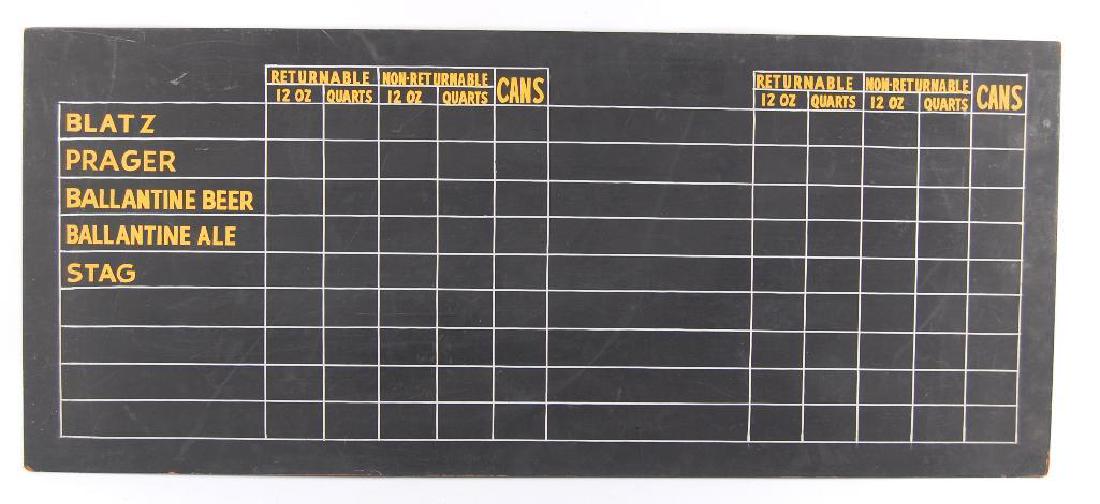 RETURNABLE NON-RETURNABLE CANS RETURNABLE NON-RETURNABLE CANS
12 OZ QUARTS 12 OZ QUARTS 12 OZ QUARTS 12 OZ QUARTS
BLATZ
PRAGER
BALLANTINE BEER
BALLANTINE ALE
STAG